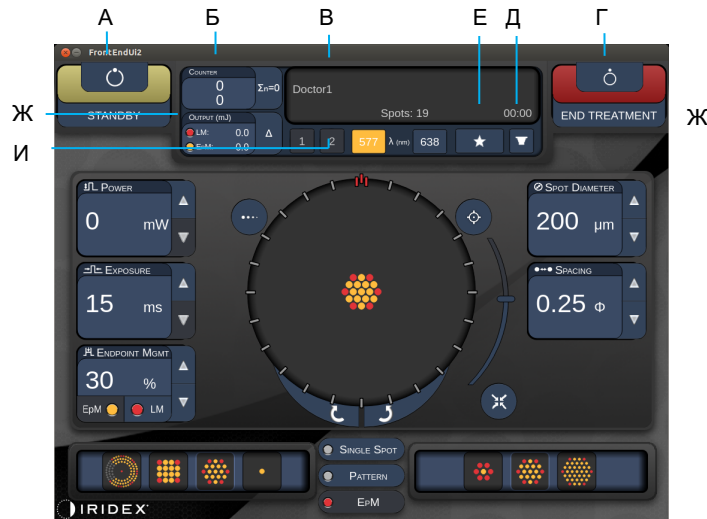 А Б В Е Д Г
FrontEndUi2
STANDBY
COUNTER
0
0
Σn=0
Doctor1
Spots: 19 00:00
END TREATMENT
Ж Ж
OUTPUT (mJ)
LM: 0.0
EpM: 0.0
Δ
И
1 2 577 λ (nm) 638
POWER
0 mW
EXPOSURE
15 ms
ENDPOINT MGMT
30 %
EpM LM
SPOT DIAMETER
200 μm
SPACING
0.25 Φ
SINGLE SPOT
PATTERN
EPM
IRIDEX